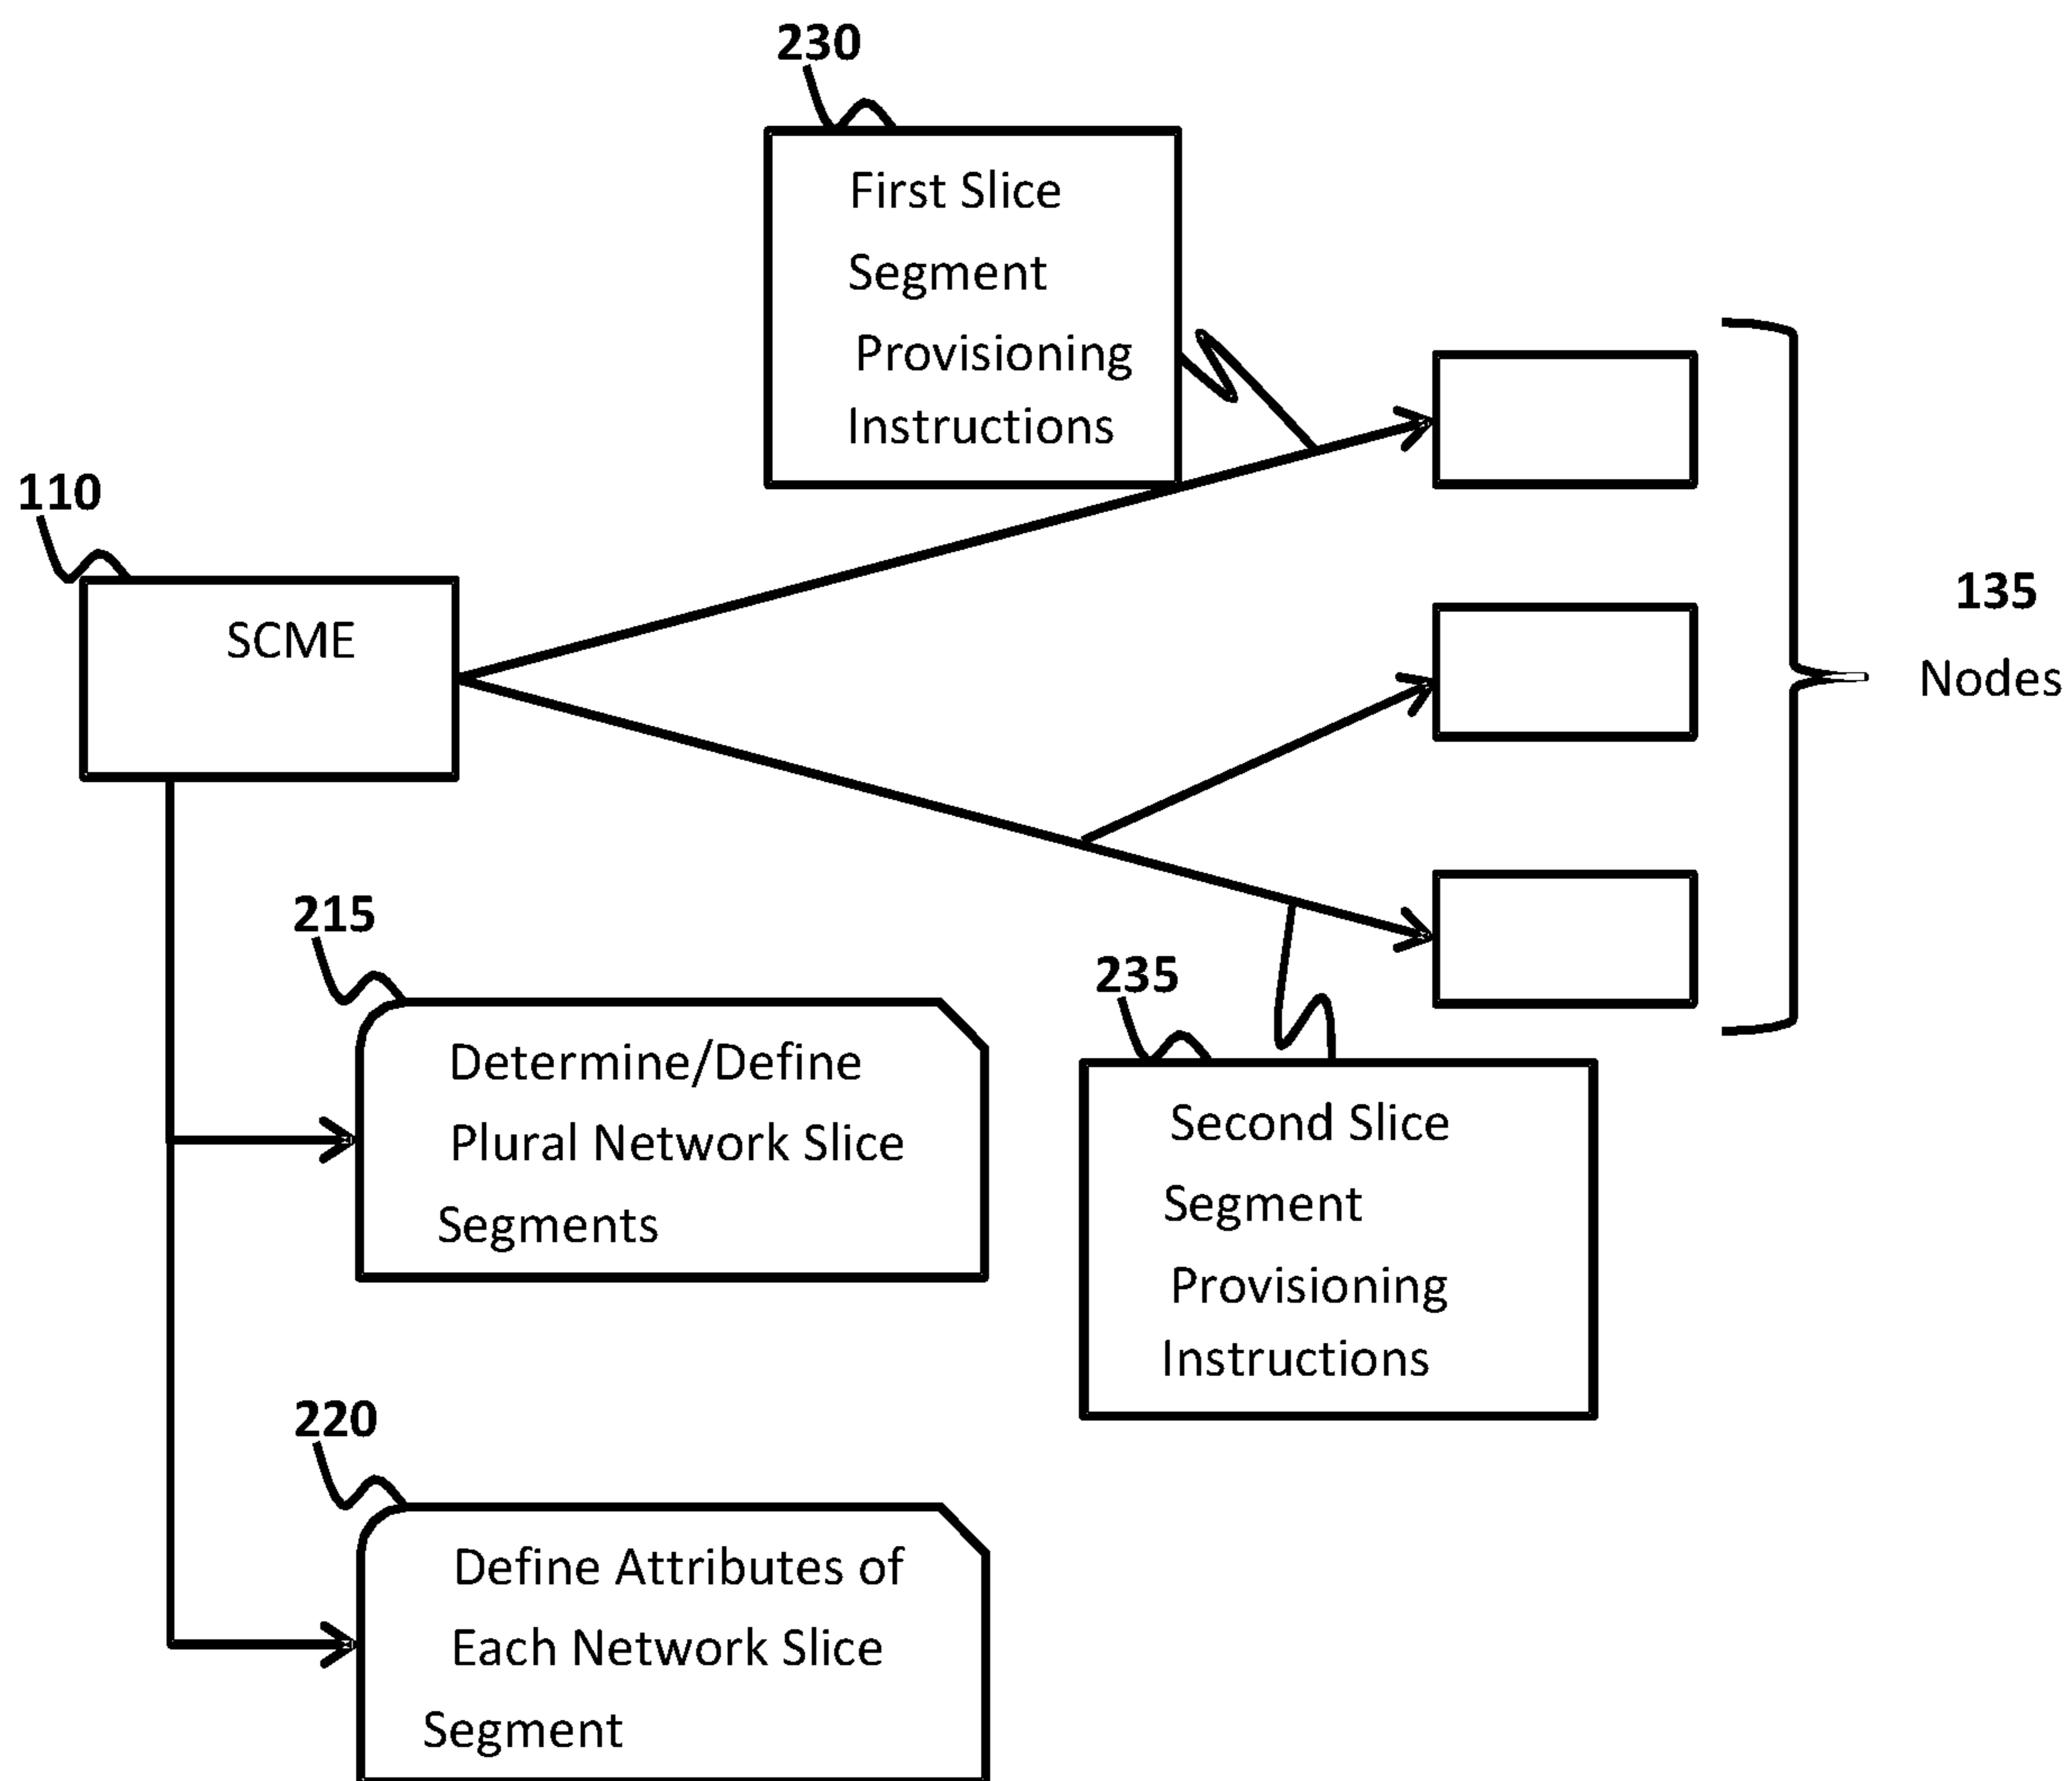 230
First Slice
Segment
Provisioning
Instructions
110
SCME
135
Nodes
215
Determine/Define
Plural Network Slice
Segments
235
Second Slice
Segment
Provisioning
Instructions
220
Define Attributes of
Each Network Slice
Segment